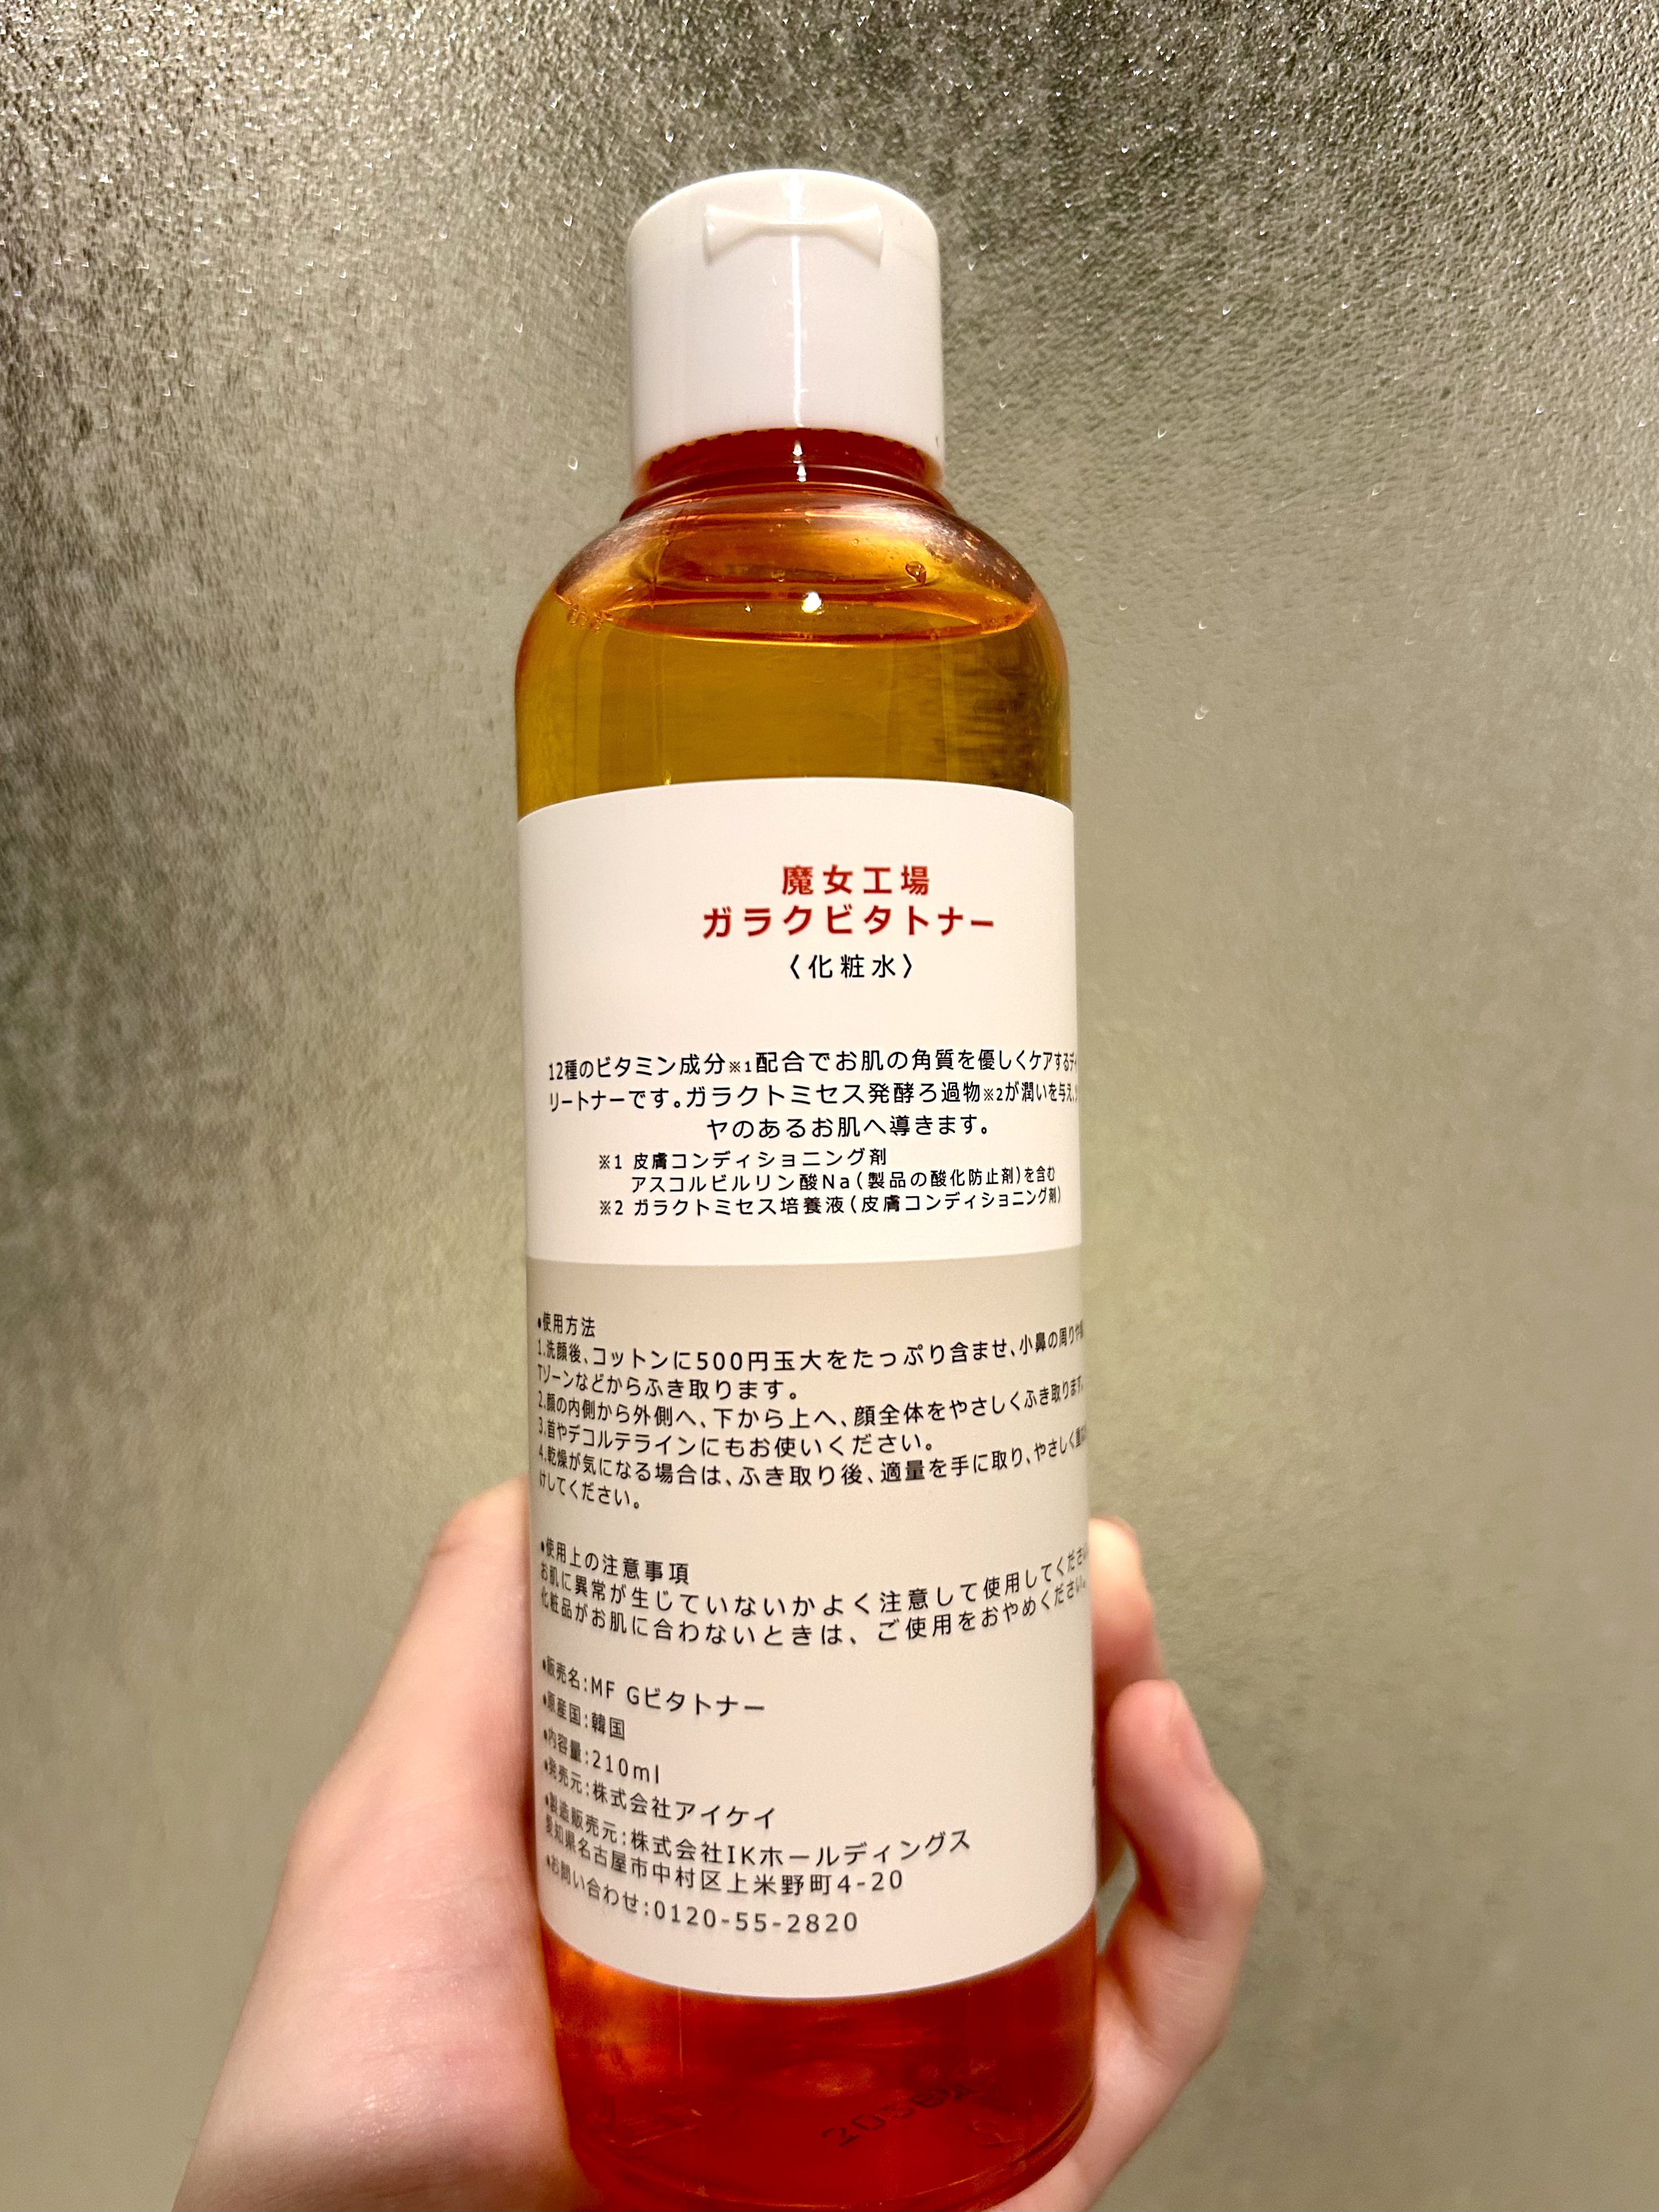 魔女工場
ガラクビタトナー
〈化粧水〉
12種のビタミン成分※1配合でお肌の角質を優しくケアするデ
リートナーです。ガラクトミセス発酵ろ過物※2が潤いを与え、ツ
ヤのあるお肌へ導きます。
※1 皮膚コンディショニング剤
アスコルビルリン酸Na(製品の酸化防止剤)を含む
※2 ガラクトミセス培養液(皮膚コンディショニング剤)
●使用方法
1.洗顔後、コットンに500円玉大をたっぷり含ませ、小鼻の周りや
Tゾーンなどからふき取ります。
2.顔の内側から外側へ、下から上へ、顔全体をやさしくふき取ります。
3.首やデコルテラインにもお使いください。
4.乾燥が気になる場合は、ふき取り後、適量を手に取り、やさしく
けしてください。
●使用上の注意事項
お肌に異常が生じていないかよく注意して使用してください。
化粧品がお肌に合わないときは、ご使用をおやめください。
●販売名:MF Gビタトナー
●原産国:韓国
●内容量:210ml
●発売元:株式会社アイケイ
●製造販売元:株式会社IKホールディングス
愛知県名古屋市中村区上米野町4-20
●お問い合わせ:0120-55-2820